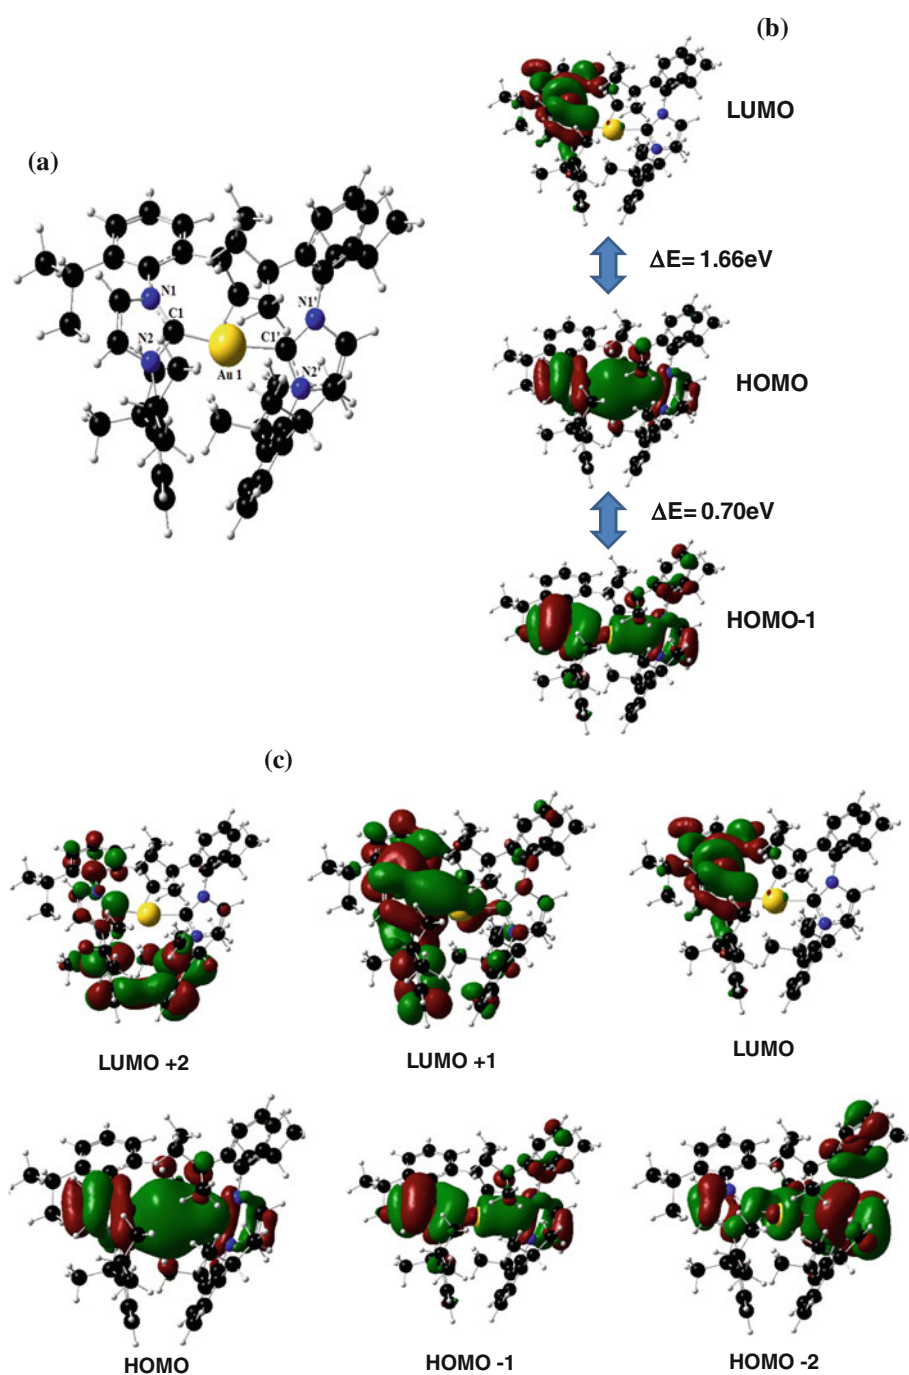 (a)
N1
C1
N2
Au 1
N1'
C1'
N2'
(b)
LUMO
ΔE= 1.66eV
HOMO
ΔE= 0.70eV
HOMO-1
(c)
LUMO +2
LUMO +1
LUMO
HOMO
HOMO -1
HOMO -2